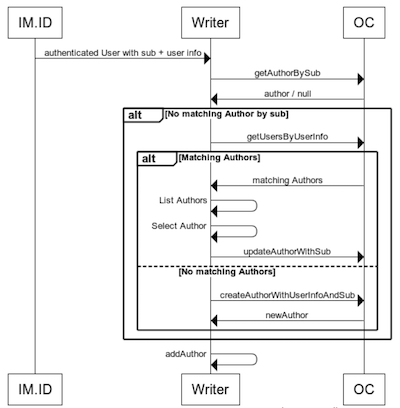 IM.ID Writer OC
authenticated User with sub + user info
getAuthorBySub
author / null
alt [No matching Author by sub]
getUsersByUserInfo
alt [Matching Authors]
matching Authors
List Authors
Select Author
updateAuthorWithSub
[No matching Authors]
createAuthorWithUserInfoAndSub
newAuthor
addAuthor
IM.ID Writer OC